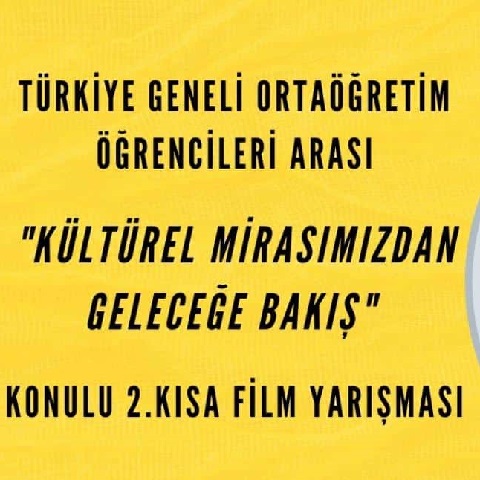 TÜRKİYE GENELİ ORTAÖĞRETİM
ÖĞRENCİLERİ ARASI
"KÜLTÜREL MİRASIMIZDAN
GELECEĞE BAKIŞ"
KONULU 2.KISA FİLM YARIŞMASI